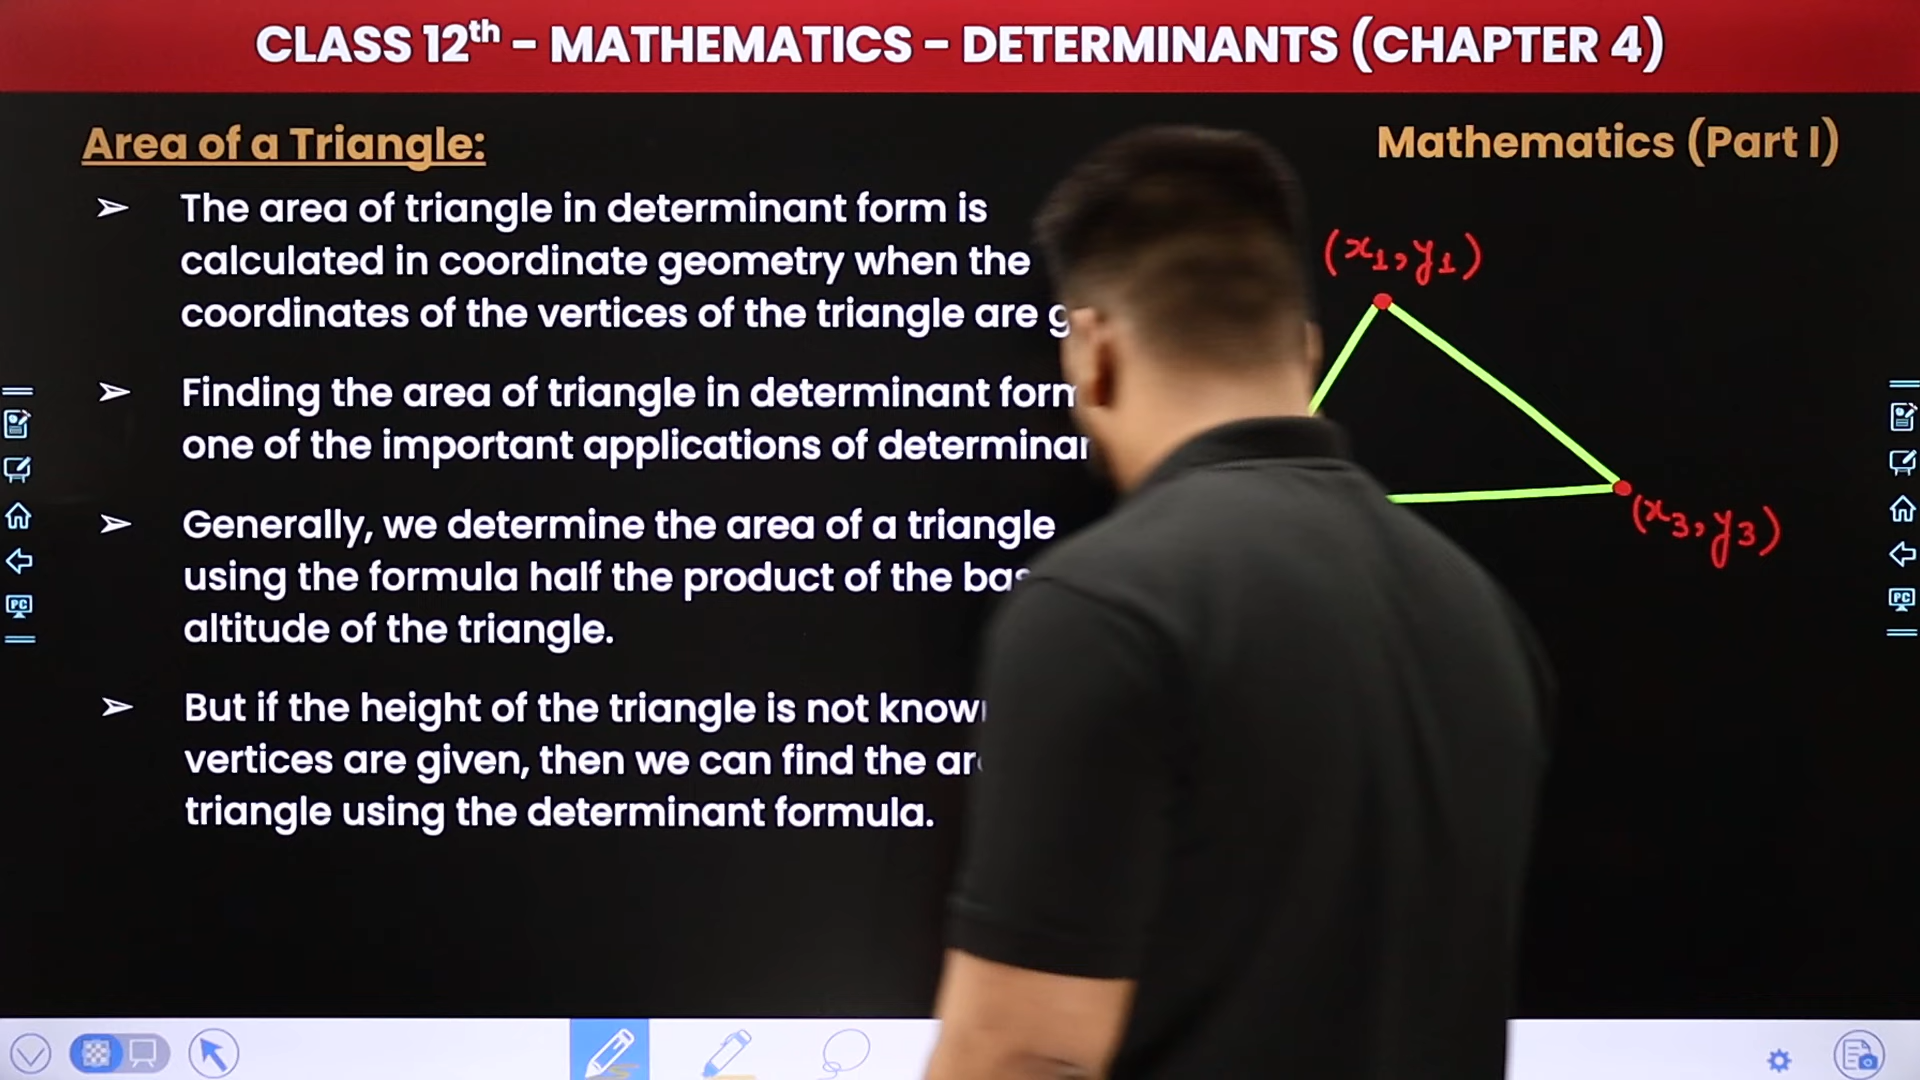 CLASS 12th - MATHEMATICS - DETERMINANTS (CHAPTER 4)
Area of a Triangle:
Mathematics (Part I)
➢ The area of triangle in determinant form is
calculated in coordinate geometry when the
coordinates of the vertices of the triangle are
➢ Finding the area of triangle in determinant
one of the important applications of
➢ Generally, we determine the area of a triangle
using the formula half the product of the
altitude of the triangle.
➢ But if the height of the triangle is not
vertices are given, then we can find the
triangle using the determinant formula.
(x₁, y₁)
(x₃, y₃)
PC
PC